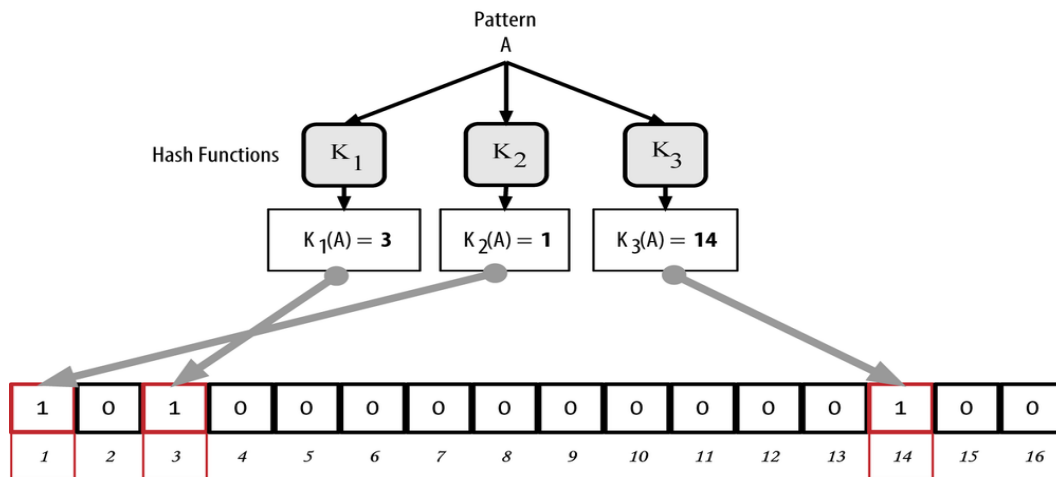 Pattern
A
Hash Functions
K1 K2 K3
K1(A) = 3 K2(A) = 1 K3(A) = 14
1 0 1 0 0 0 0 0 0 0 0 0 0 1 0 0
1 2 3 4 5 6 7 8 9 10 11 12 13 14 15 16